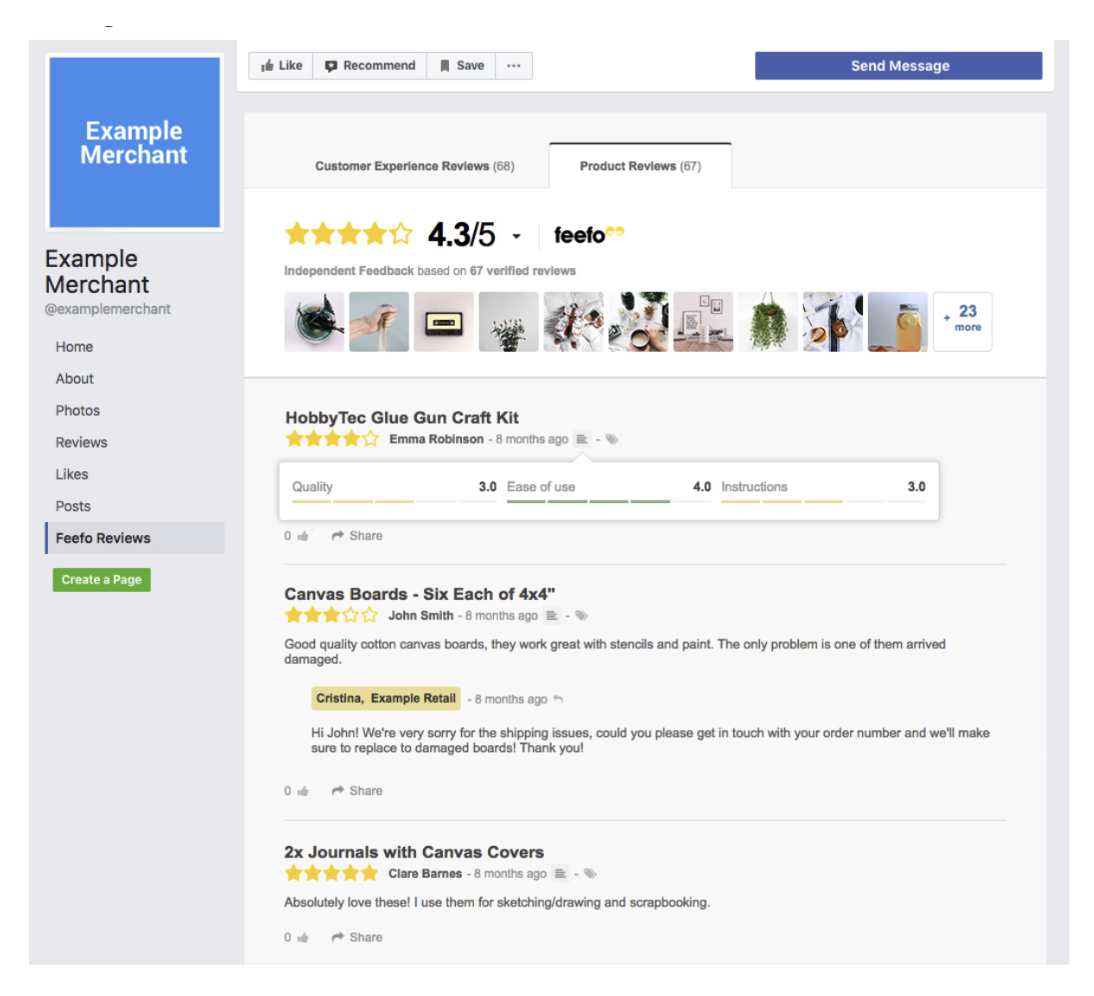 Like
Recommend
Save
Send Message
Example
Merchant
Example
Merchant
@examplemerchant
Home
About
Photos
Reviews
Likes
Posts
Feefo Reviews
Create a Page
Customer Experience Reviews (68)
Product Reviews (67)
4.3/5
feefo
Independent Feedback based on 67 verified reviews
+ 23
more
HobbyTec Glue Gun Craft Kit
Emma Robinson - 8 months ago -
Quality 3.0 Ease of use 4.0 Instructions 3.0
0 Share
Canvas Boards - Six Each of 4x4"
John Smith - 8 months ago -
Good quality cotton canvas boards, they work great with stencils and paint. The only problem is one of them arrived
damaged.
Cristina, Example Retail - 8 months ago
Hi John! We're very sorry for the shipping issues, could you please get in touch with your order number and we'll make
sure to replace to damaged boards! Thank you!
0 Share
2x Journals with Canvas Covers
Clare Barnes - 8 months ago -
Absolutely love these! I use them for sketching/drawing and scrapbooking.
0 Share